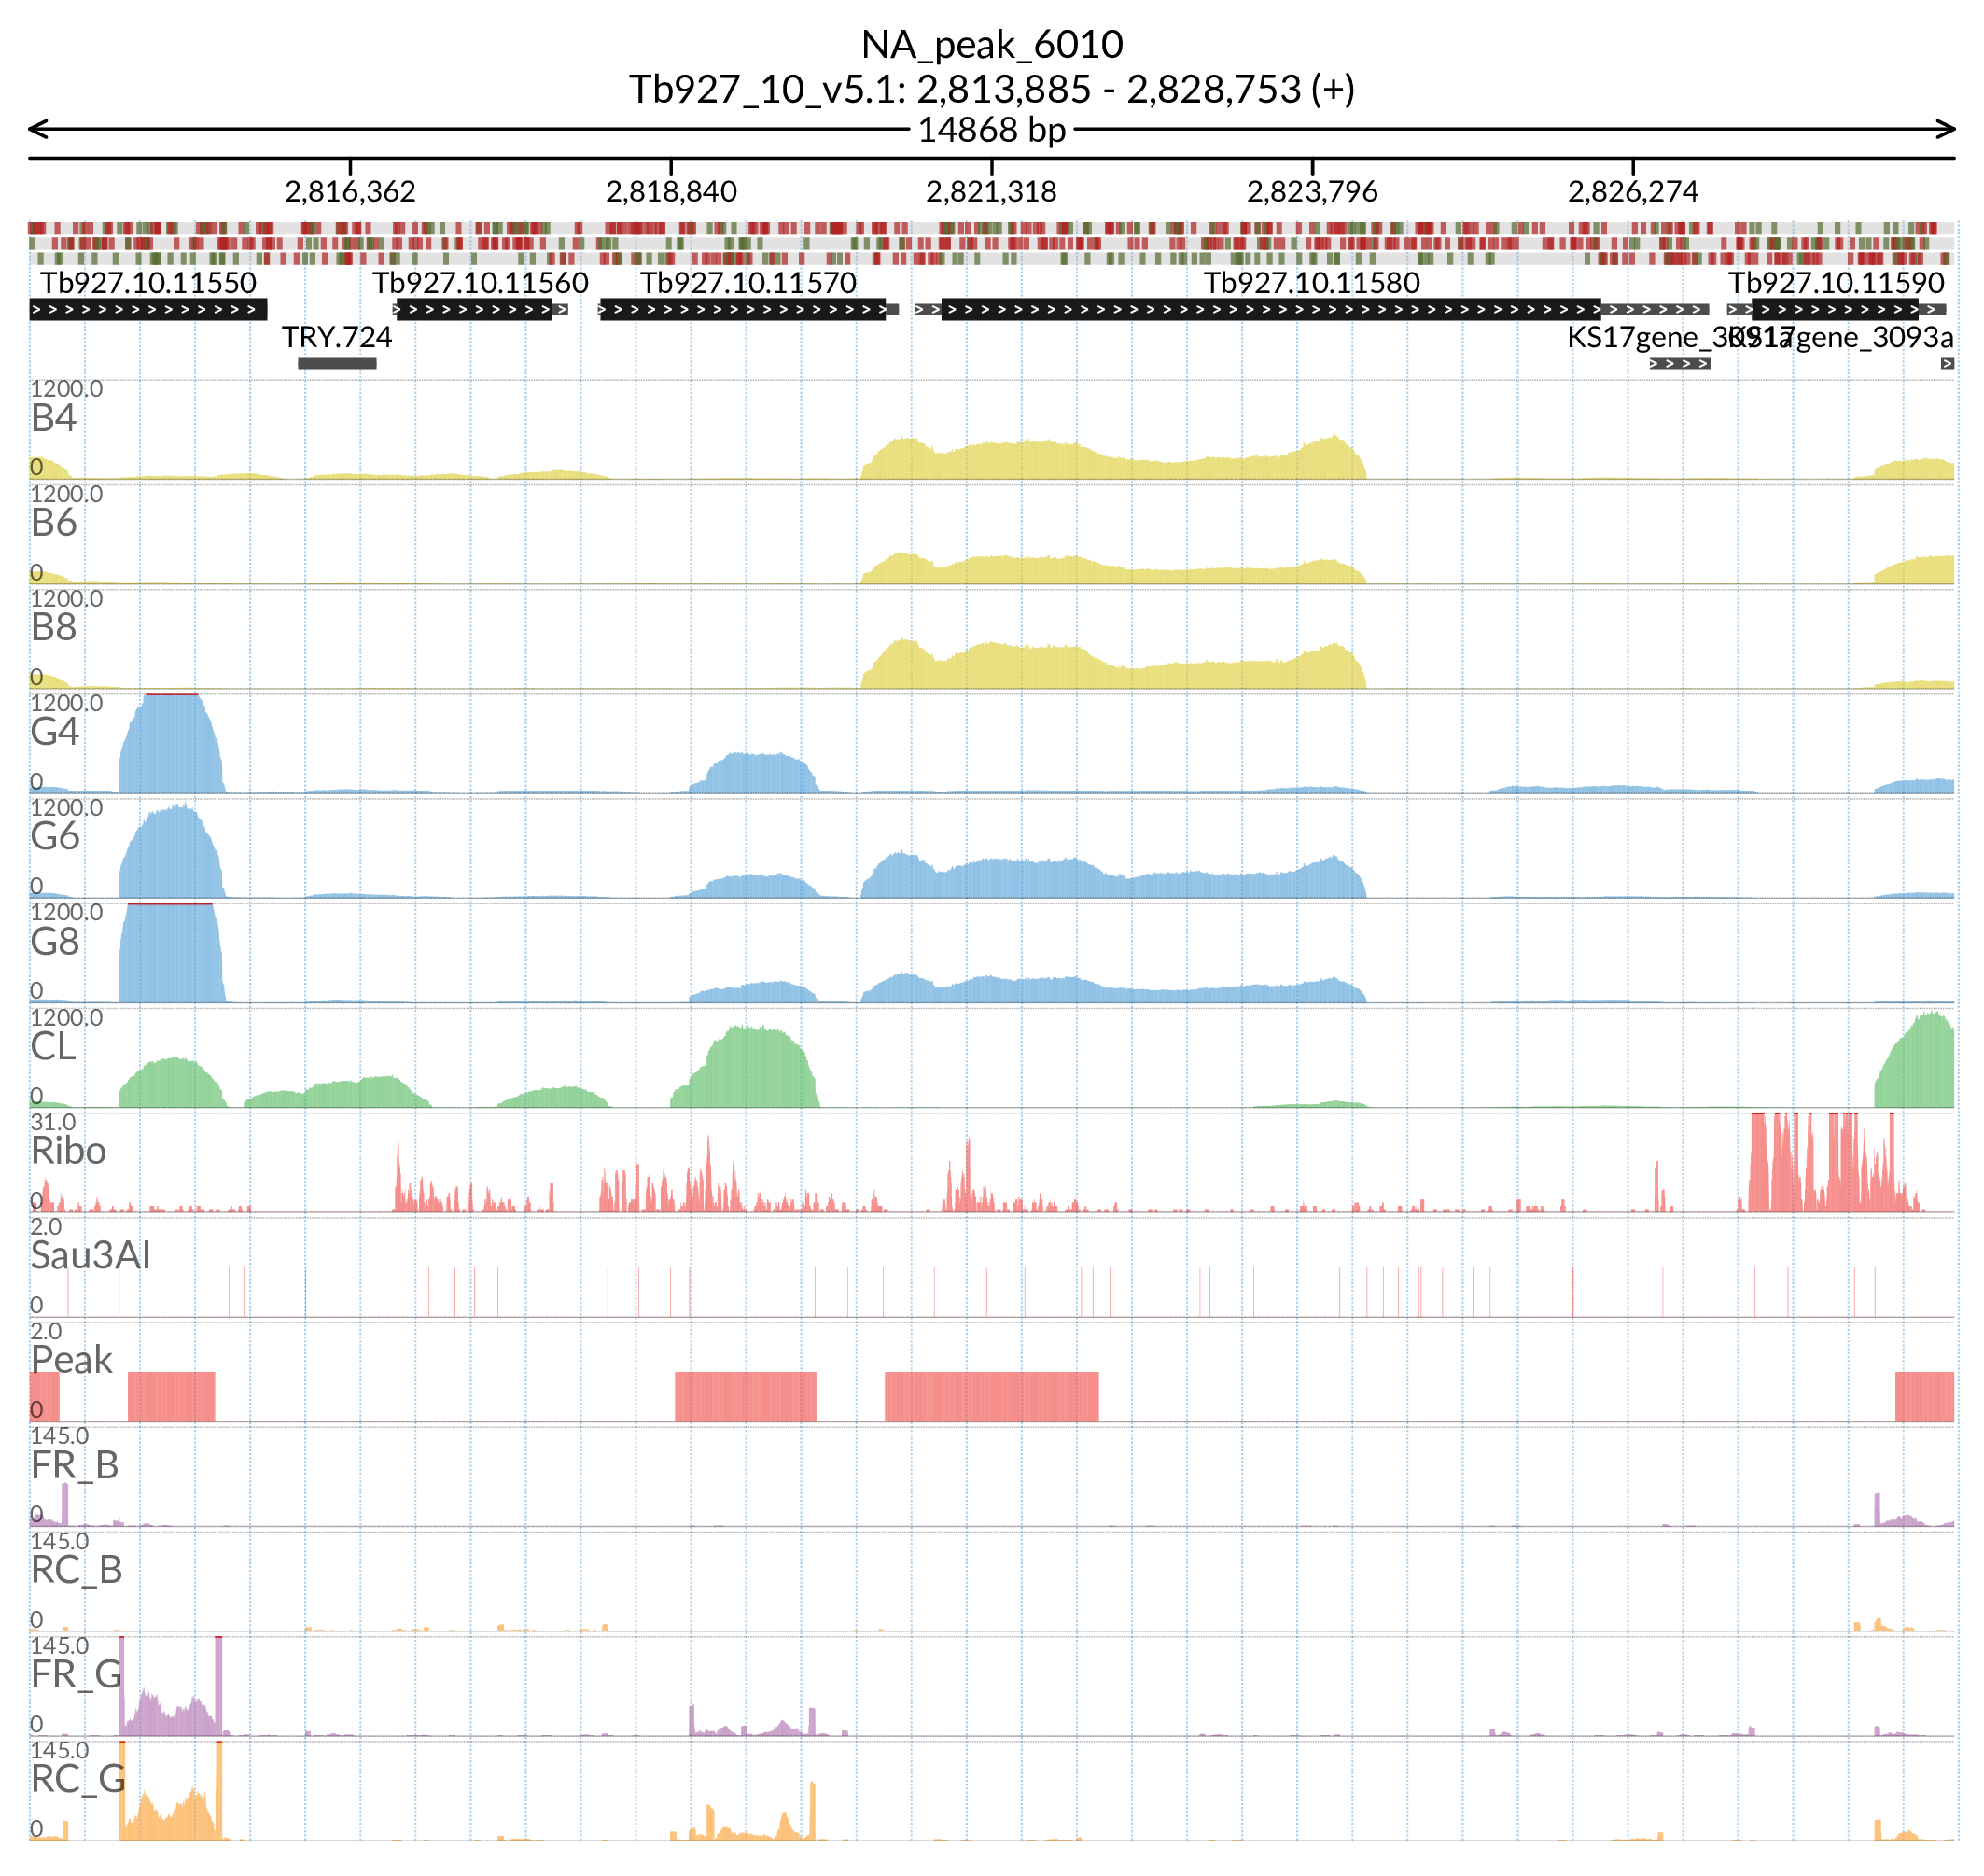 NA_peak_6010
Tb927_10_v5.1: 2,813,885 - 2,828,753 (+)
14868 bp
2,816,362 2,818,840 2,821,318 2,823,796 2,826,274
Tb927.10.11550 Tb927.10.11560 Tb927.10.11570 Tb927.10.11580 Tb927.10.11590
TRY.724 KS17gene_3091a KS17gene_3093a
1200.0
B4
0
1200.0
B6
0
1200.0
B8
0
1200.0
G4
0
1200.0
G6
0
1200.0
G8
0
1200.0
CL
0
31.0
Ribo
0
2.0
Sau3AI
0
2.0
Peak
0
145.0
FR_B
0
145.0
RC_B
0
145.0
FR_G
0
145.0
RC_G
0